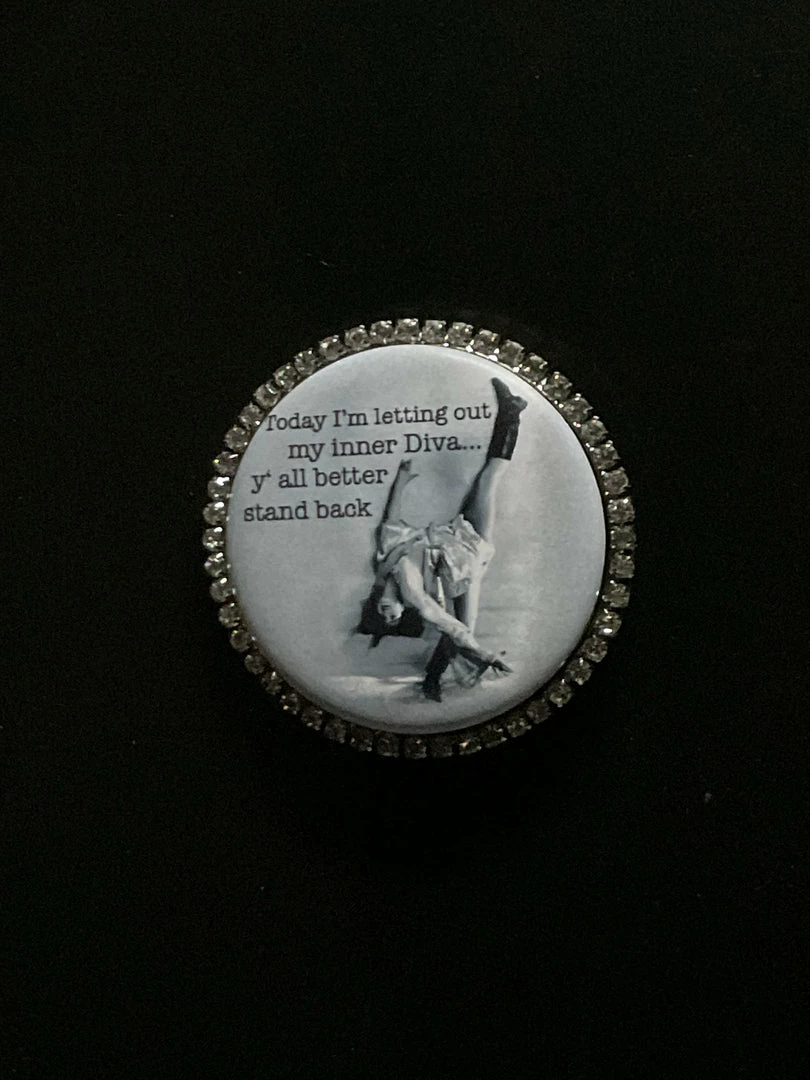 Today I'm letting out
my inner Diva...
y' all better
stand back